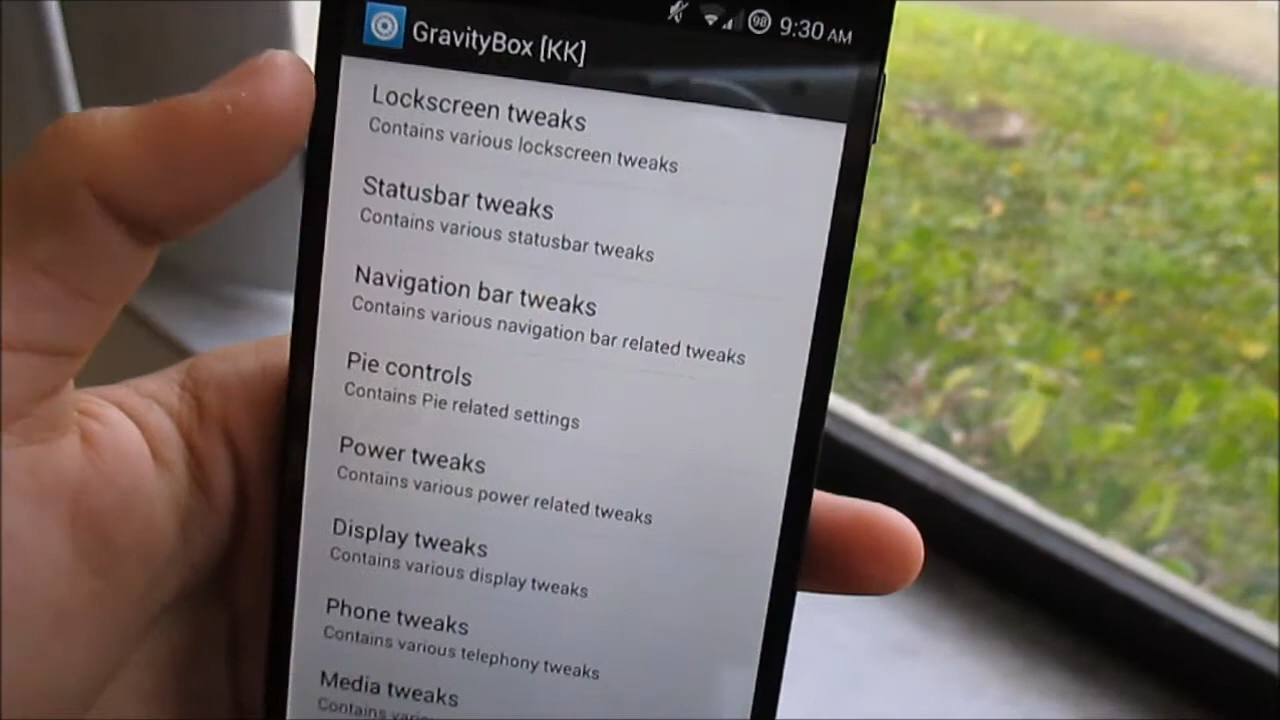 98 9:30 AM
GravityBox [KK]
Lockscreen tweaks
Contains various lockscreen tweaks
Statusbar tweaks
Contains various statusbar tweaks
Navigation bar tweaks
Contains various navigation bar related tweaks
Pie controls
Contains Pie related settings
Power tweaks
Contains various power related tweaks
Display tweaks
Contains various display tweaks
Phone tweaks
Contains various telephony tweaks
Media tweaks
Contains